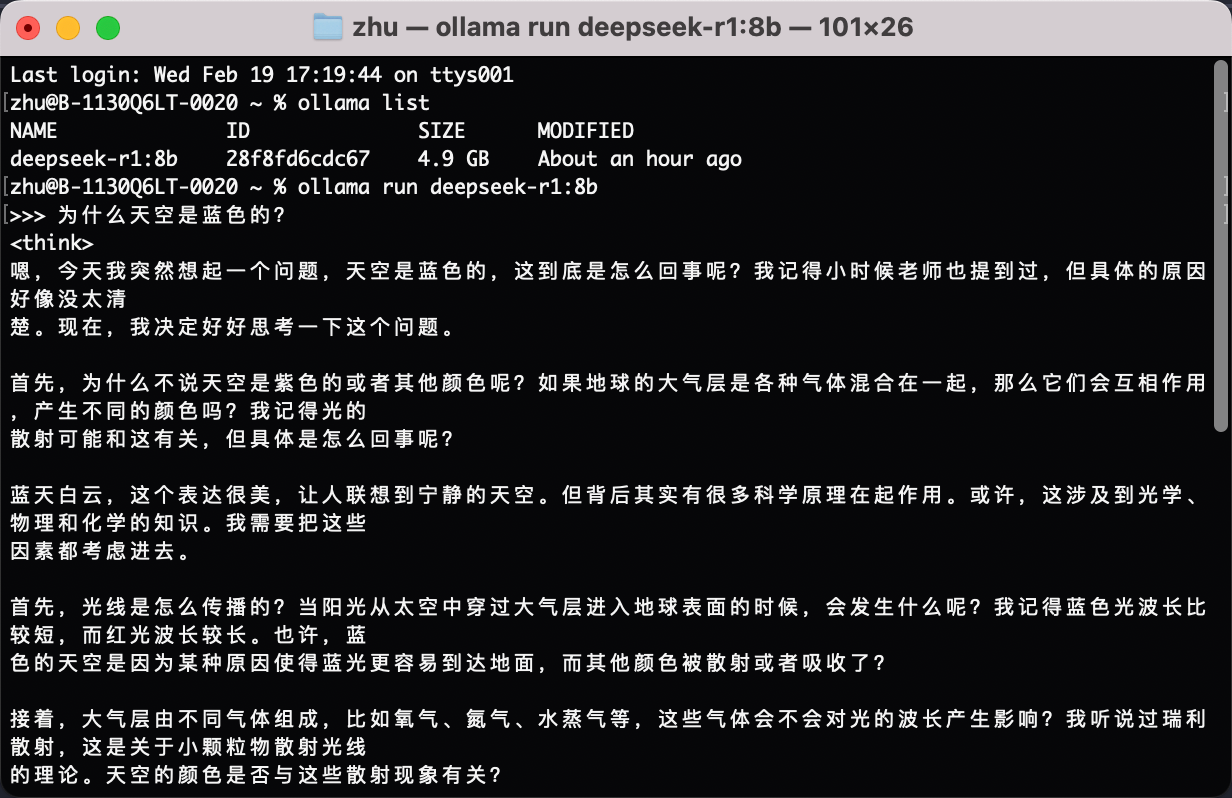 zhu — ollama run deepseek-r1:8b — 101×26
Last login: Wed Feb 19 17:19:44 on ttys001
[zhu@B-1130Q6LT-0020 ~ % ollama list ]
NAME ID SIZE MODIFIED
deepseek-r1:8b 28f8fd6cdc67 4.9 GB About an hour ago
[zhu@B-1130Q6LT-0020 ~ % ollama run deepseek-r1:8b ]
[>>> 为什么天空是蓝色的? ]
<think>
嗯，今天我突然想起一个问题，天空是蓝色的，这到底是怎么回事呢？我记得小时候老师也提到过，但具体的原因
好像没太清
楚。现在，我决定好好思考一下这个问题。
首先，为什么不说天空是紫色的或者其他颜色呢？如果地球的大气层是各种气体混合在一起，那么它们会互相作用
，产生不同的颜色吗？我记得光的
散射可能和这有关，但具体是怎么回事呢？
蓝天白云，这个表达很美，让人联想到宁静的天空。但背后其实有很多科学原理在起作用。或许，这涉及到光学、
物理和化学的知识。我需要把这些
因素都考虑进去。
首先，光线是怎么传播的？当阳光从太空中穿过大气层进入地球表面的时候，会发生什么呢？我记得蓝色光波长比
较短，而红光波长较长。也许，蓝
色的天空是因为某种原因使得蓝光更容易到达地面，而其他颜色被散射或者吸收了？
接着，大气层由不同气体组成，比如氧气、氮气、水蒸气等，这些气体会不会对光的波长产生影响？我听说过瑞利
散射，这是关于小颗粒物散射光线
的理论。天空的颜色是否与这些散射现象有关？